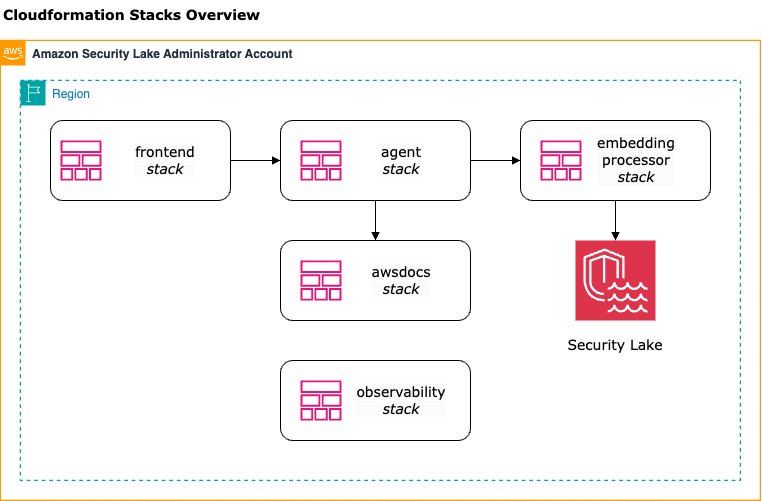 Cloudformation Stacks Overview
aws
Amazon Security Lake Administrator Account
Region
frontend
stack
agent
stack
embedding
processor
stack
awsdocs
stack
Security Lake
observability
stack